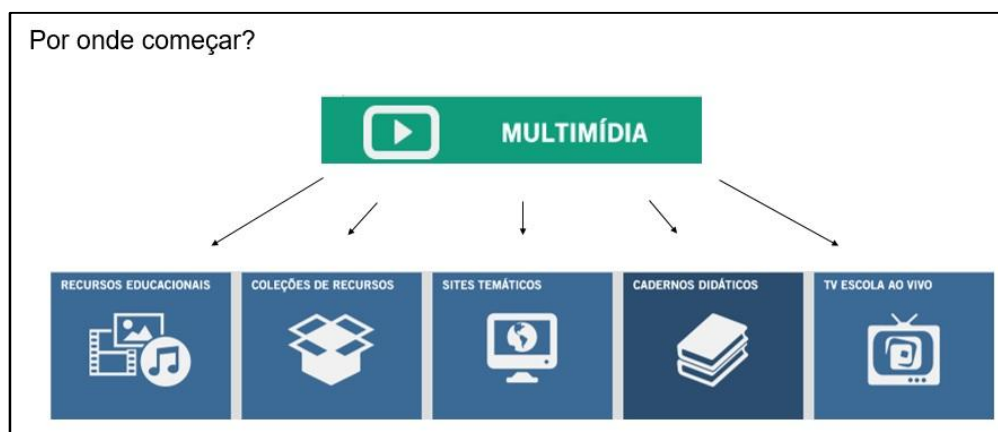 Por onde começar?
MULTIMÍDIA
RECURSOS EDUCACIONAIS
COLEÇÕES DE RECURSOS
SITES TEMÁTICOS
CADERNOS DIDÁTICOS
TV ESCOLA AO VIVO